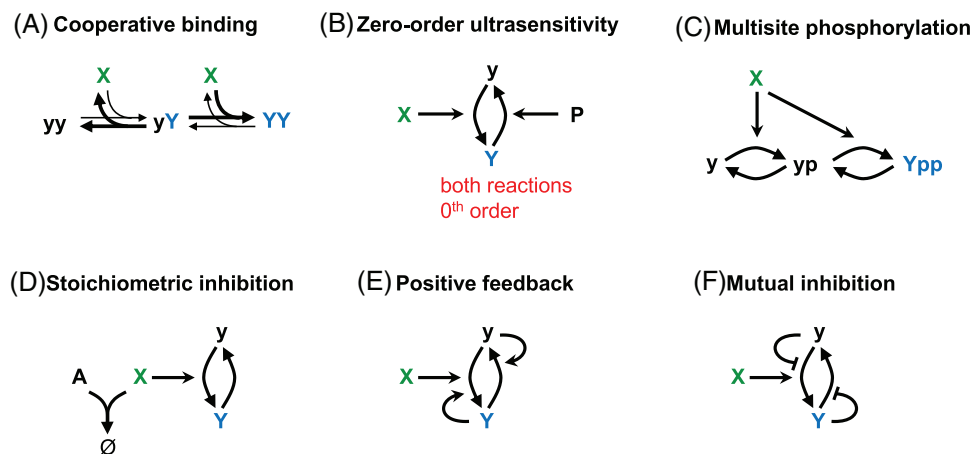 (A) Cooperative binding
X X
yy yY YY
(B) Zero-order ultrasensitivity
y
X P
Y
both reactions
0th order
(C) Multisite phosphorylation
X
y yp Ypp
(D) Stoichiometric inhibition
y
A X
Y
Ø
(E) Positive feedback
y
X
Y
(F) Mutual inhibition
y
X
Y